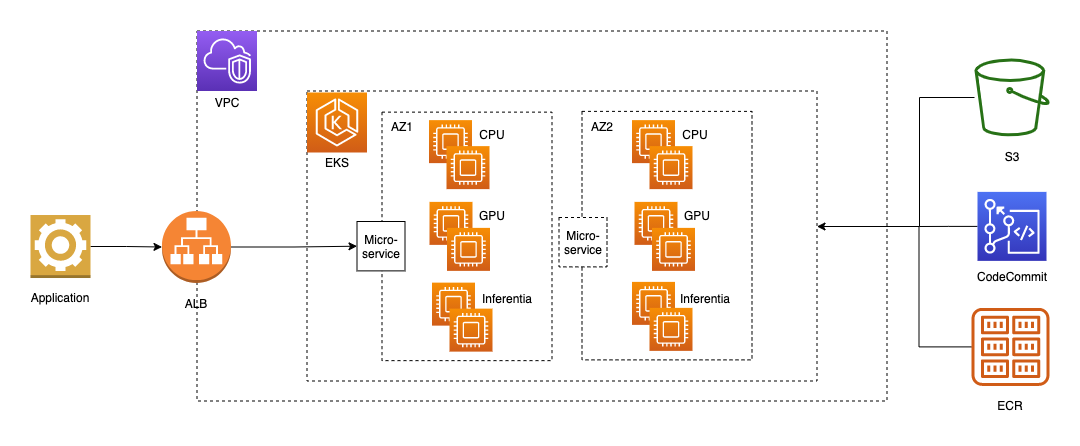 VPC
EKS
AZ1
CPU
GPU
Inferentia
Micro-
service
AZ2
CPU
GPU
Inferentia
Micro-
service
Application
ALB
S3
CodeCommit
</>
ECR